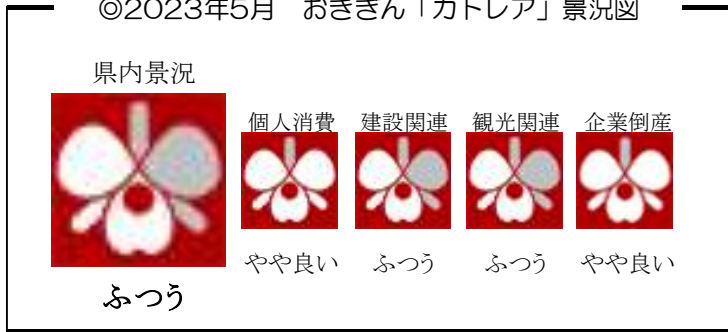 ◎2023年5月　おきぎん「カトレア」景況図
県内景況
個人消費　建設関連　観光関連　企業倒産
やや良い　ふつう　ふつう　やや良い
ふつう